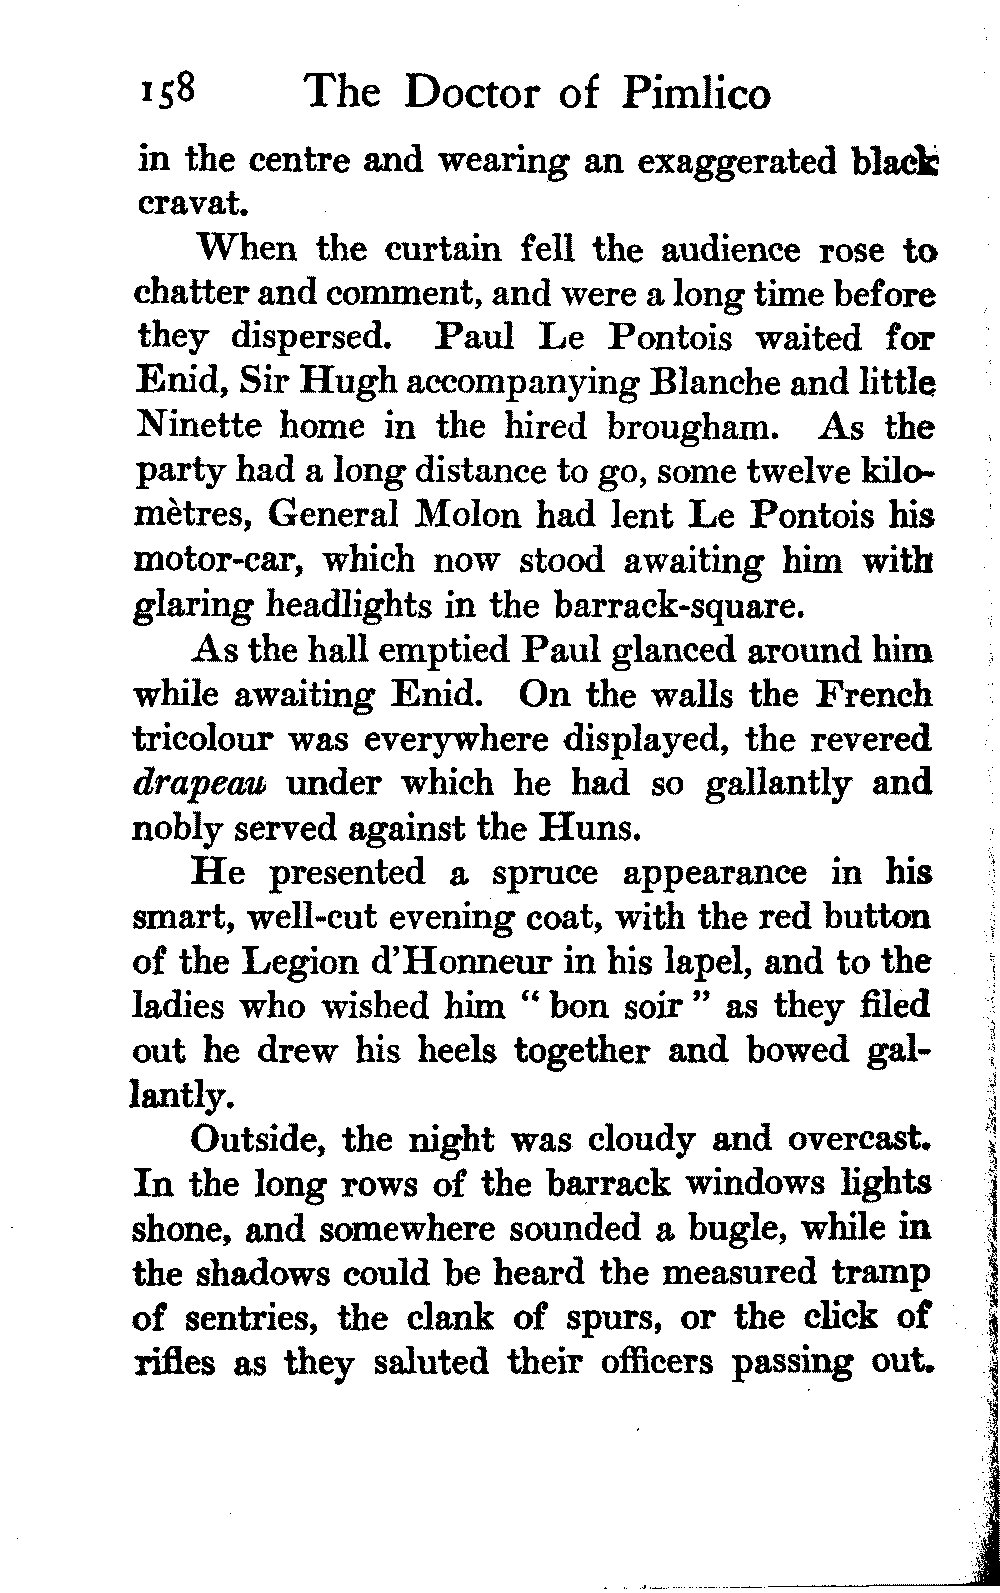 158 The Doctor of Pimlico
in the centre and wearing an exaggerated black
cravat.
When the curtain fell the audience rose to
chatter and comment, and were a long time before
they dispersed. Paul Le Pontois waited for
Enid, Sir Hugh accompanying Blanche and little
Ninette home in the hired brougham. As the
party had a long distance to go, some twelve kilo-
mètres, General Molon had lent Le Pontois his
motor-car, which now stood awaiting him with
glaring headlights in the barrack-square.
As the hall emptied Paul glanced around him
while awaiting Enid. On the walls the French
tricolour was everywhere displayed, the revered
drapeau under which he had so gallantly and
nobly served against the Huns.
He presented a spruce appearance in his
smart, well-cut evening coat, with the red button
of the Legion d'Honneur in his lapel, and to the
ladies who wished him " bon soir " as they filed
out he drew his heels together and bowed gal-
lantly.
Outside, the night was cloudy and overcast.
In the long rows of the barrack windows lights
shone, and somewhere sounded a bugle, while in
the shadows could be heard the measured tramp
of sentries, the clank of spurs, or the click of
rifles as they saluted their officers passing out.